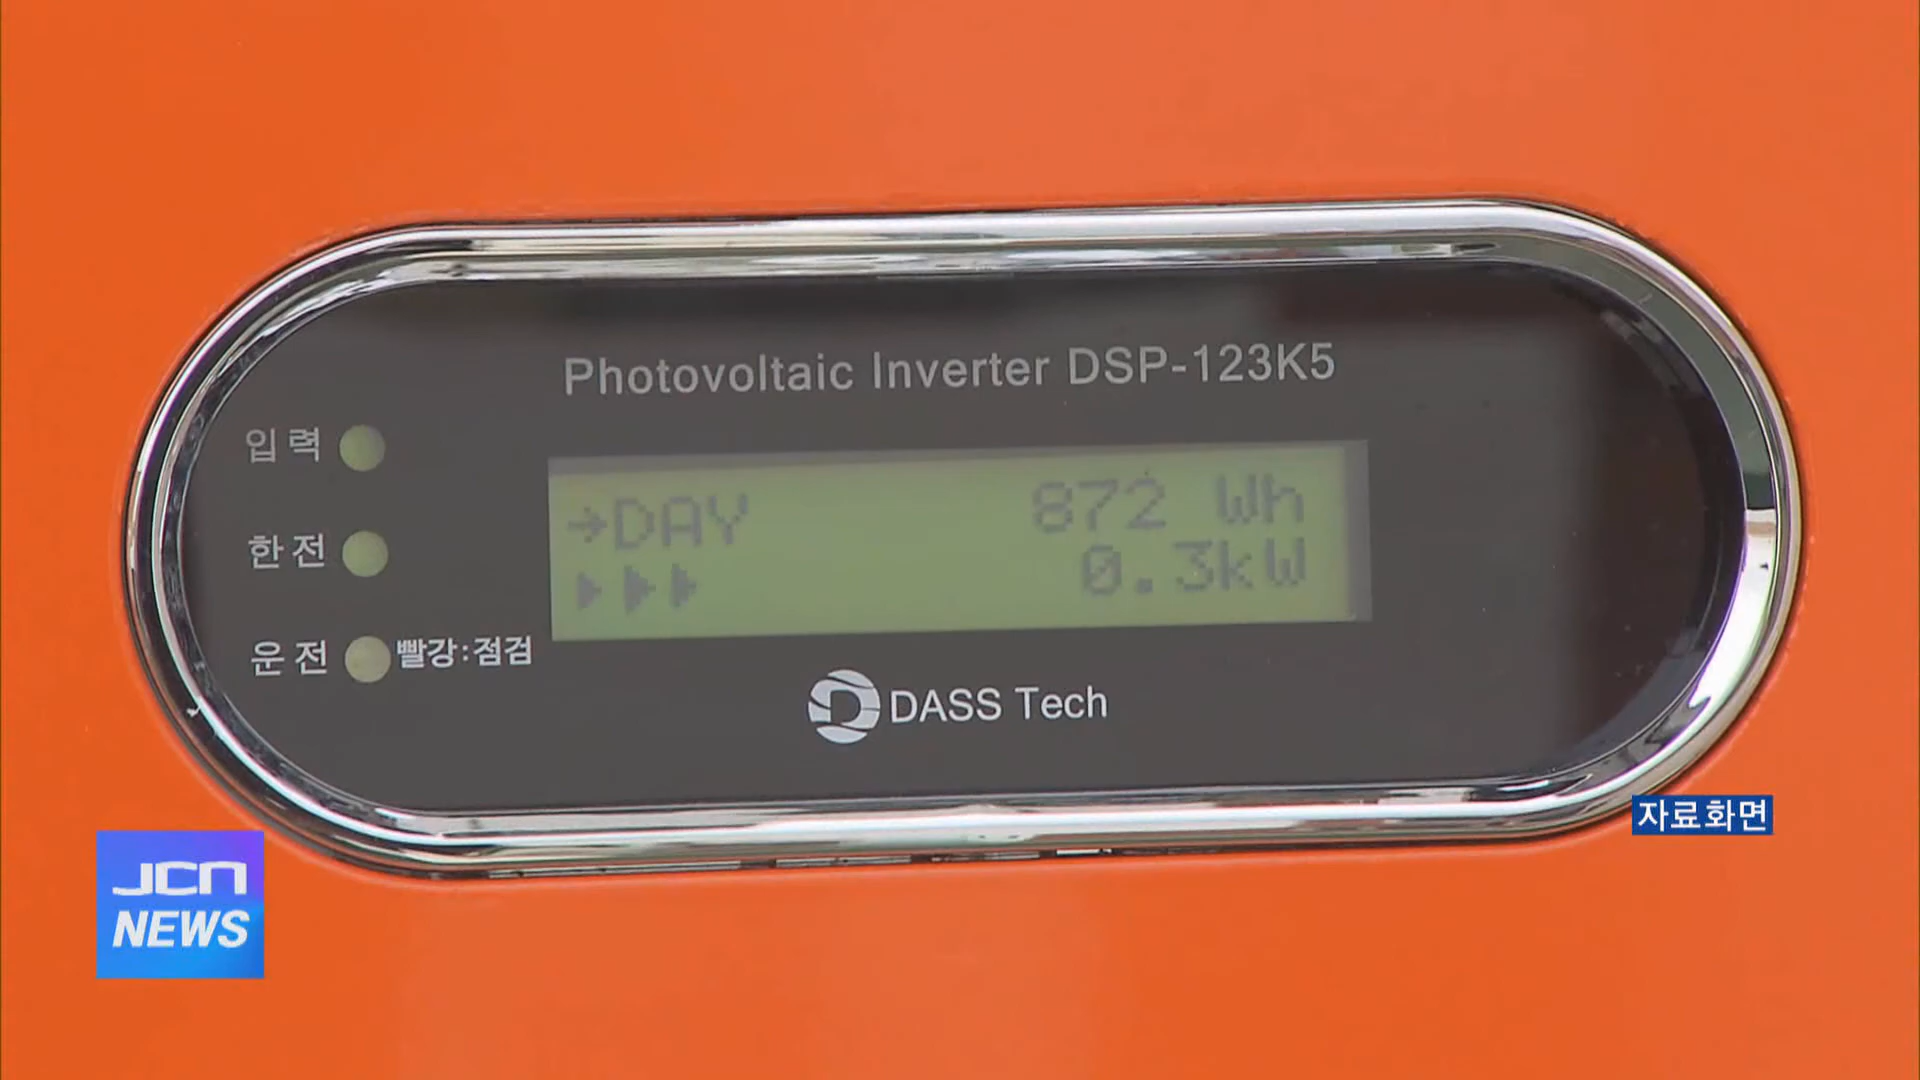 Photovoltaic Inverter DSP-123K5
입력
한전
운전 빨강:점검
→DAY 872 Wh
▶▶▶ 0.3kW
DASS Tech
자료화면
JCN
NEWS